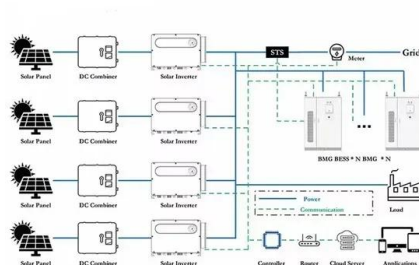 STS
Meter
Grid
Solar Panel DC Combiner Solar Inverter
Solar Panel DC Combiner Solar Inverter
BMG BESS * N BMG * N
Solar Panel DC Combiner Solar Inverter
Power
Communication
Load
Solar Panel DC Combiner Solar Inverter
Controller Router Cloud Server Applications